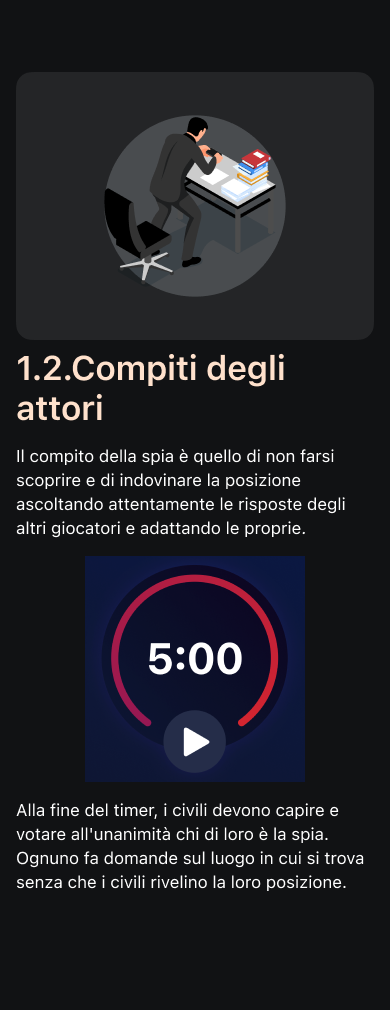 1.2.Compiti degli
attori
Il compito della spia è quello di non farsi
scoprire e di indovinare la posizione
ascoltando attentamente le risposte degli
altri giocatori e adattando le proprie.
5:00
Alla fine del timer, i civili devono capire e
votare all'unanimità chi di loro è la spia.
Ognuno fa domande sul luogo in cui si trova
senza che i civili rivelino la loro posizione.